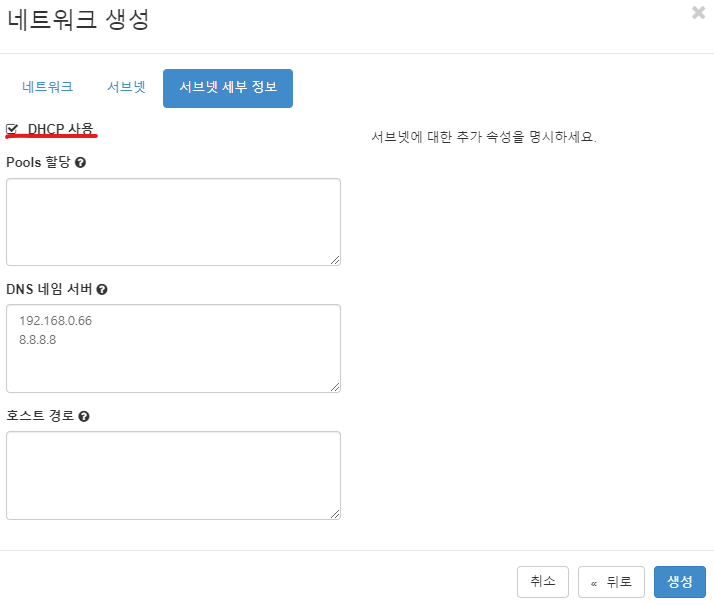 네트워크 생성
네트워크 서브넷 서브넷 세부 정보
DHCP 사용
서브넷에 대한 추가 속성을 명시하세요.
Pools 할당
DNS 네임 서버
192.168.0.66
8.8.8.8
호스트 경로
취소 « 뒤로 생성